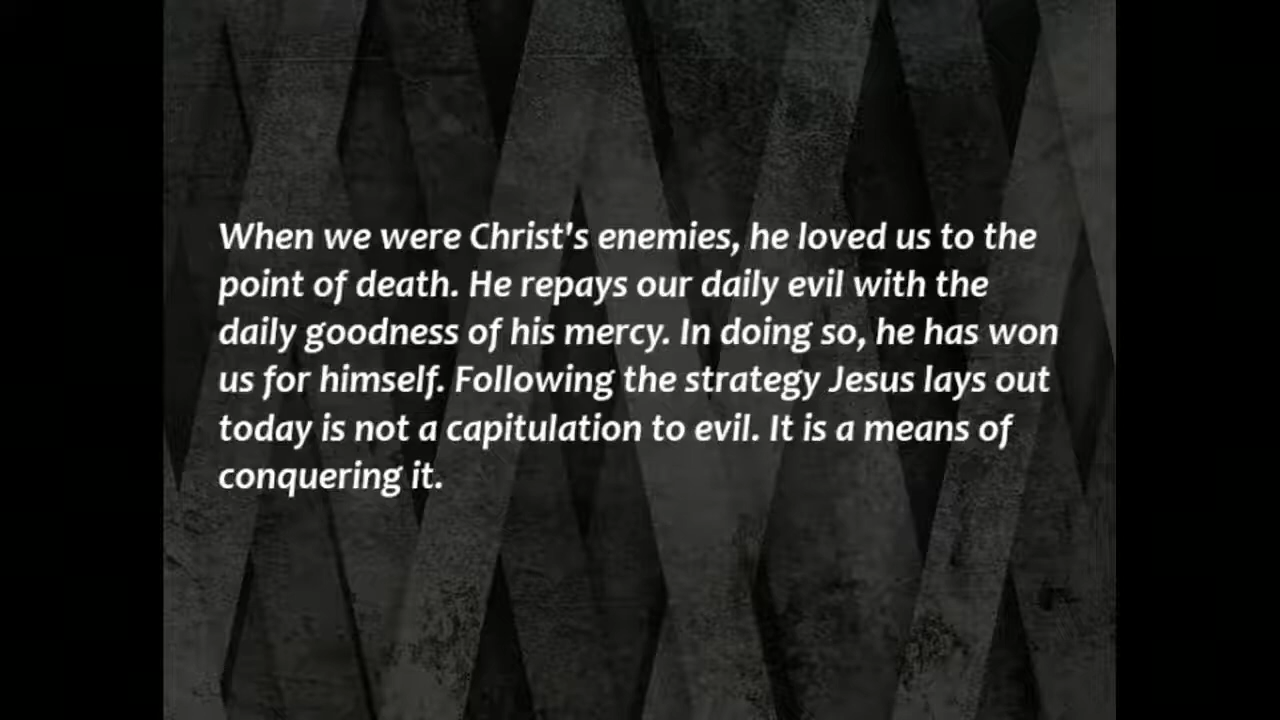 When we were Christ's enemies, he loved us to the
point of death. He repays our daily evil with the
daily goodness of his mercy. In doing so, he has won
us for himself. Following the strategy Jesus lays out
today is not a capitulation to evil. It is a means of
conquering it.